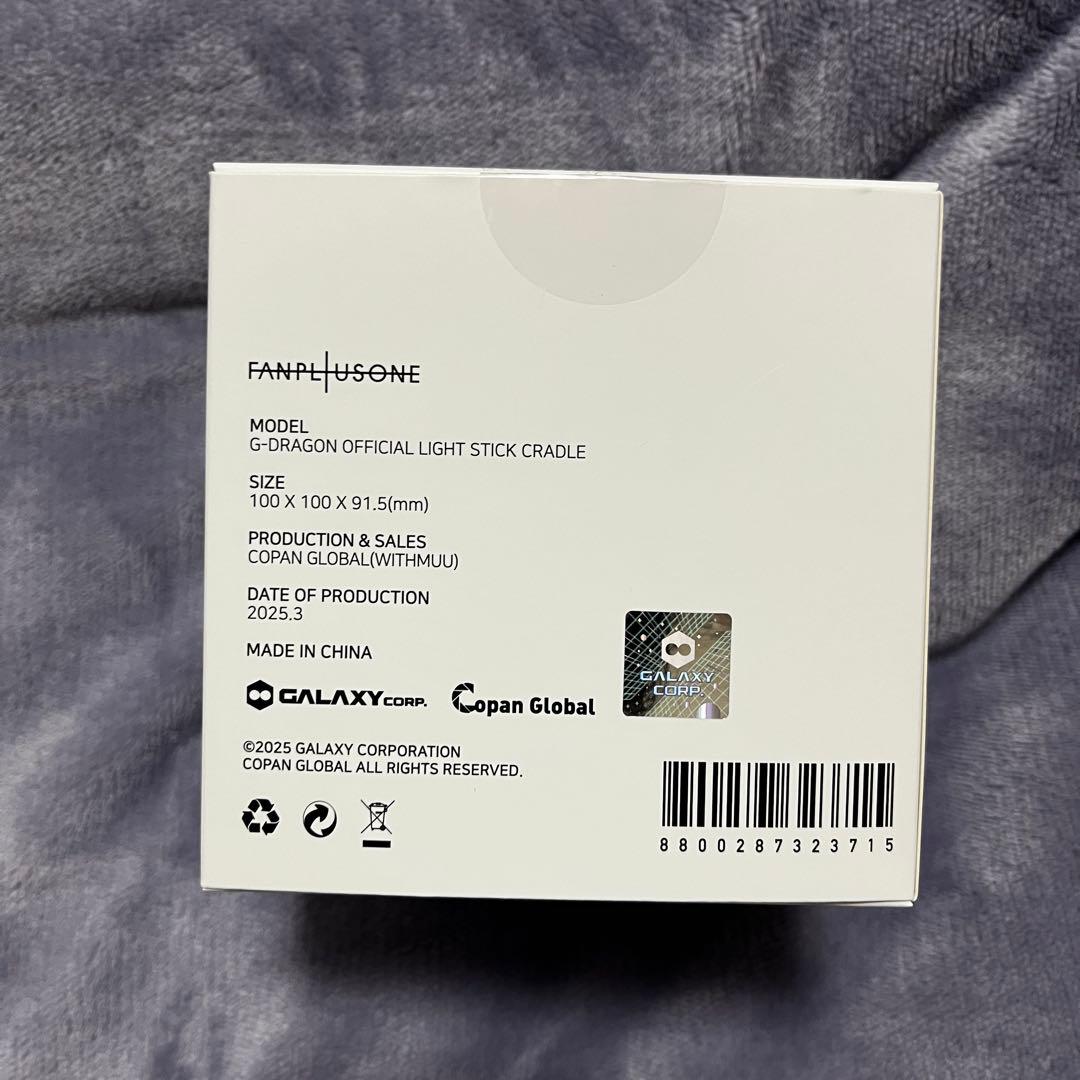 FANPLUSONE
MODEL
G-DRAGON OFFICIAL LIGHT STICK CRADLE
SIZE
100 X 100 X 91.5(mm)
PRODUCTION & SALES
COPAN GLOBAL(WITHMUU)
DATE OF PRODUCTION
2025.3
MADE IN CHINA
GALAXY CORP.
Copan Global
GALAXY
CORP.
©2025 GALAXY CORPORATION
COPAN GLOBAL ALL RIGHTS RESERVED.
8800287323715